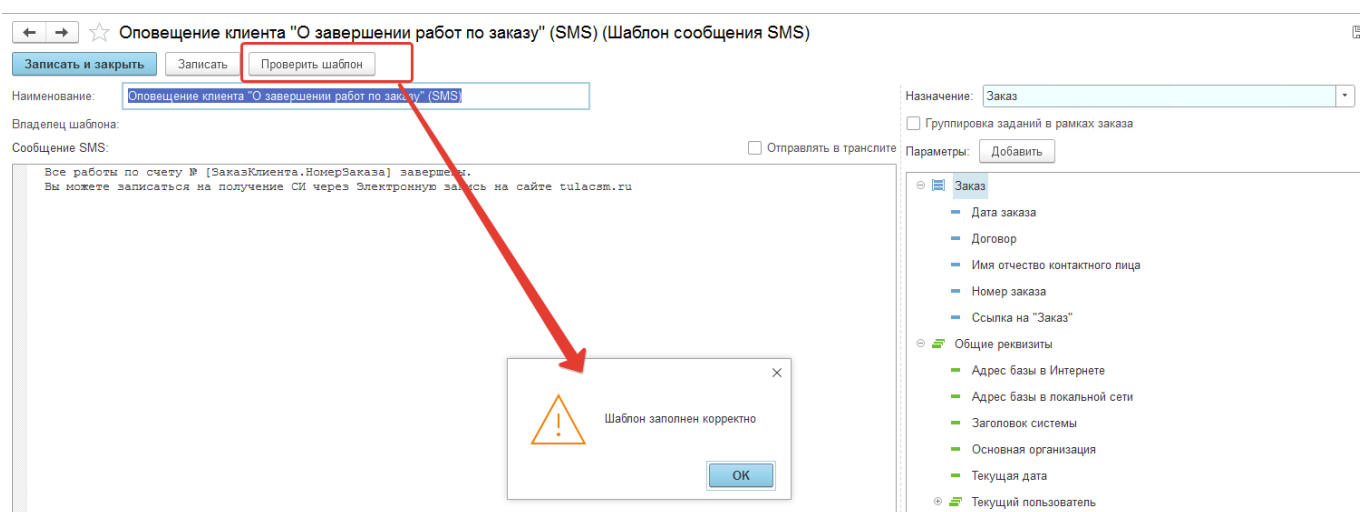 Оповещение клиента "О завершении работ по заказу" (SMS) (Шаблон сообщения SMS)
Записать и закрыть Записать Проверить шаблон
Наименование: Оповещение клиента "О завершении работ по заказу" (SMS)
Назначение: Заказ
Владелец шаблона:
Группировка заданий в рамках заказа
Сообщение SMS: Отправлять в транслите
Параметры: Добавить
Все работы по счету № [ЗаказКлиента.НомерЗаказа] завершены.
Вы можете записаться на получение СИ через Электронную запись на сайте tulacsm.ru
Заказ
Дата заказа
Договор
Имя отчество контактного лица
Номер заказа
Ссылка на "Заказ"
Общие реквизиты
Адрес базы в Интернете
Адрес базы в локальной сети
Заголовок системы
Основная организация
Текущая дата
Текущий пользователь
Шаблон заполнен корректно
OK